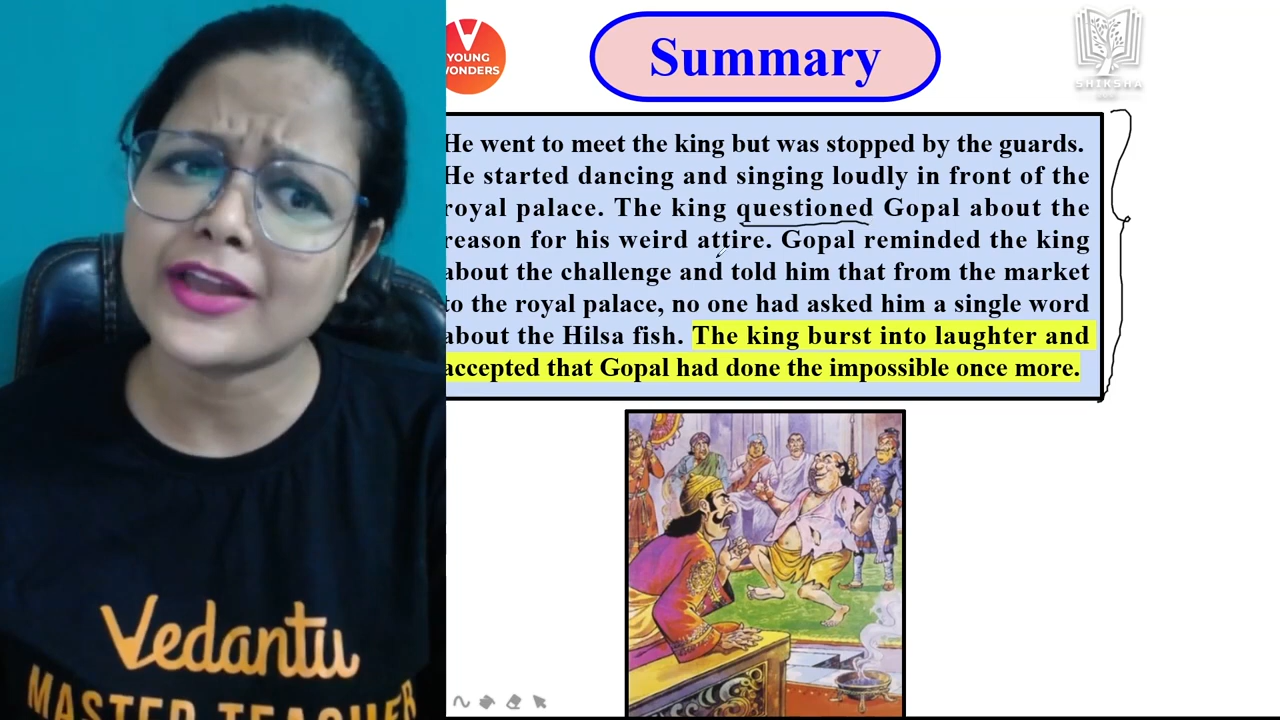 YOUNG
WONDERS
Summary
SHIKSHA
He went to meet the king but was stopped by the guards.
He started dancing and singing loudly in front of the
royal palace. The king questioned Gopal about the
reason for his weird attire. Gopal reminded the king
about the challenge and told him that from the market
to the royal palace, no one had asked him a single word
about the Hilsa fish. The king burst into laughter and
accepted that Gopal had done the impossible once more.
Vedantu
MASTER TEACHER